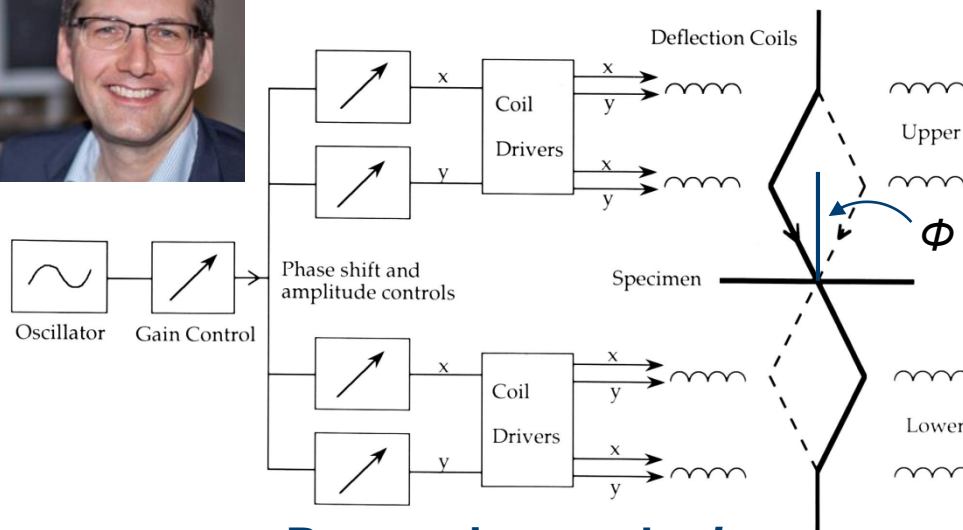 Deflection Coils
x
y
Coil
Drivers
x
y
x
y
Upper
Φ
Phase shift and
amplitude controls
Specimen
Oscillator
Gain Control
x
y
Coil
Drivers
x
y
x
y
Lower